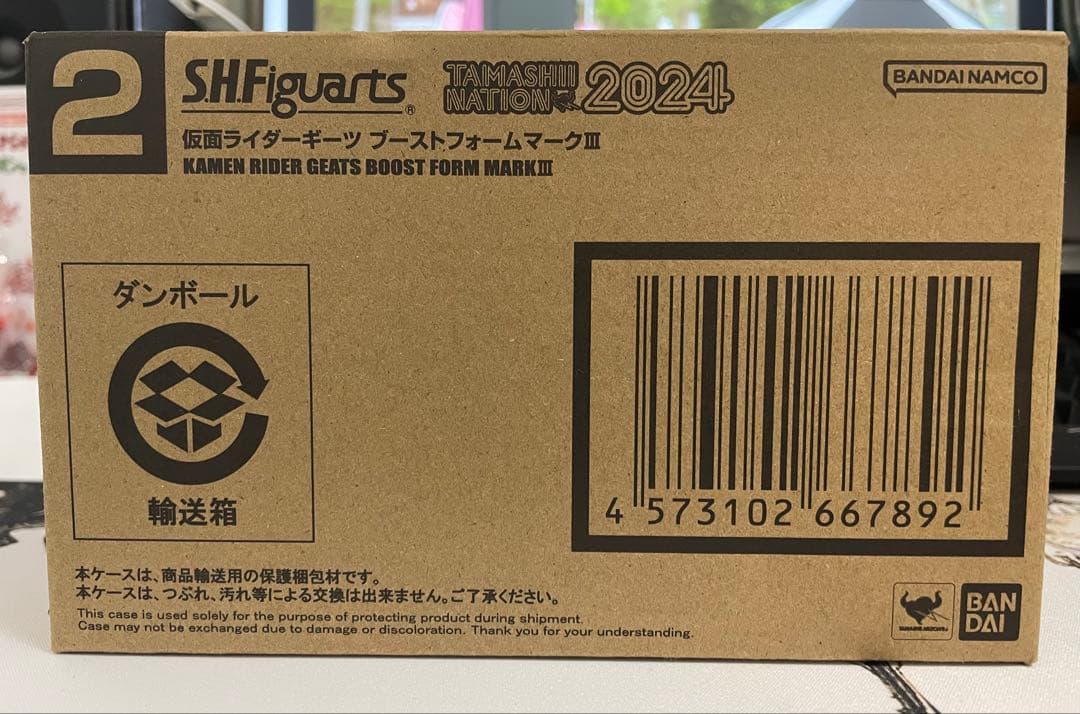 2
S.H.Figuarts®
TAMASHII NATION 2024
BANDAI NAMCO
仮面ライダーギーツ ブーストフォームマークⅢ
KAMEN RIDER GEATS BOOST FORM MARKⅢ
ダンボール
輸送箱
4 573102 667892
本ケースは、商品輸送用の保護梱包材です。
本ケースは、つぶれ、汚れ等による交換は出来ません。ご了承ください。
This case is used solely for the purpose of protecting product during shipment.
Case may not be exchanged due to damage or discoloration. Thank you for your understanding.
BAN
DAI